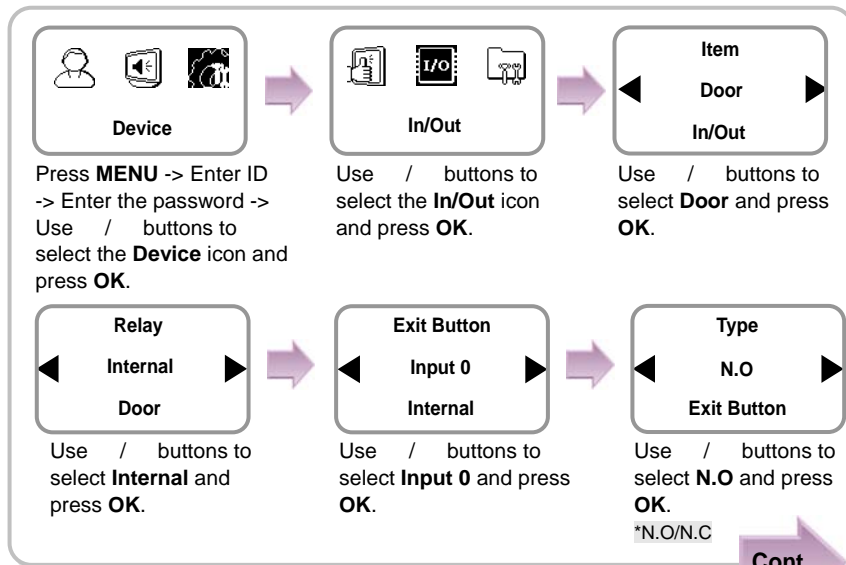 Device
I/O
In/Out
Item
Door
In/Out
Press MENU -> Enter ID
-> Enter the password ->
Use / buttons to
select the Device icon and
press OK.
Use / buttons to
select the In/Out icon
and press OK.
Use / buttons to
select Door and press
OK.
Relay
Internal
Door
Exit Button
Input 0
Internal
Type
N.O
Exit Button
Use / buttons to
select Internal and
press OK.
Use / buttons to
select Input 0 and press
OK.
Use / buttons to
select N.O and press
OK.
*N.O/N.C
Cont